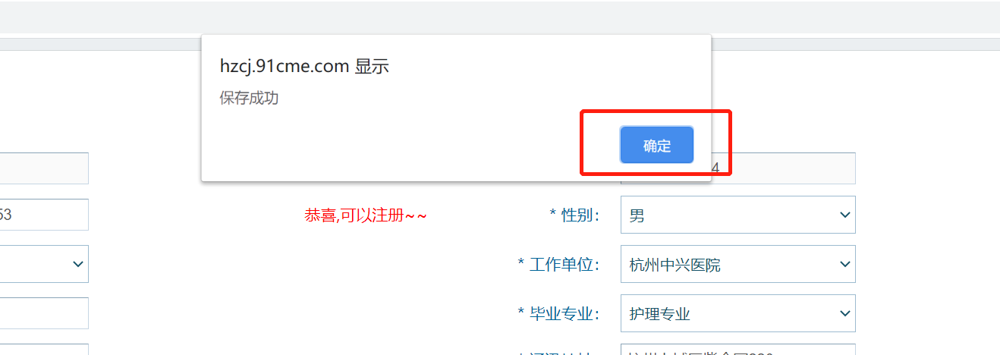 hzcj.91cme.com 显示
保存成功
确定
4
53
恭喜,可以注册~~
* 性别：
男
* 工作单位：
杭州中兴医院
* 毕业专业：
护理专业